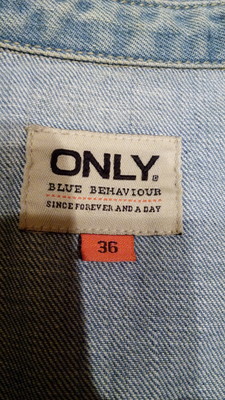 ONLY®
BLUE BEHAVIOUR
SINCE FOREVER AND A DAY
36